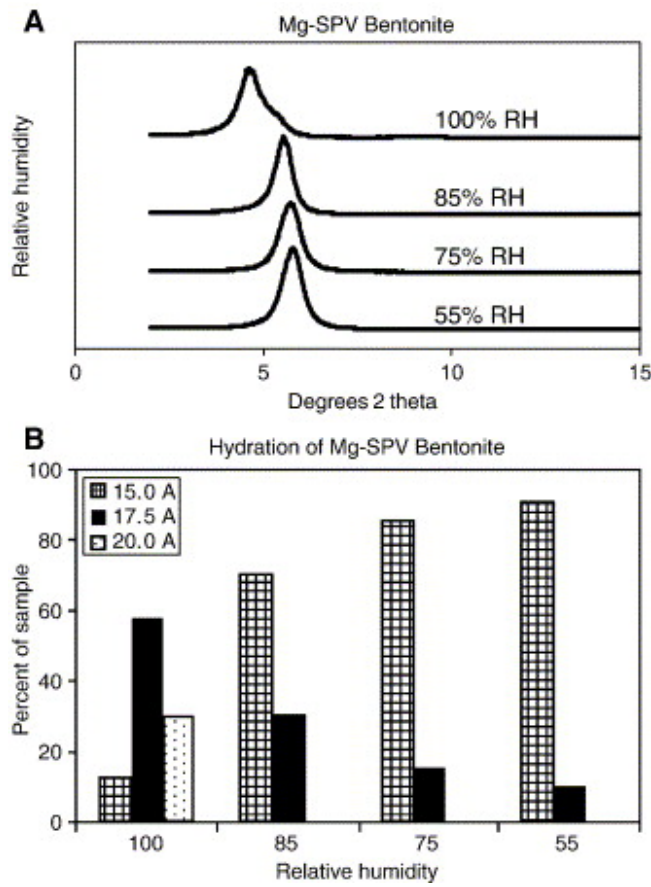 A
Mg-SPV Bentonite
Relative humidity
100% RH
85% RH
75% RH
55% RH
0 5 10 15
Degrees 2 theta
B
Hydration of Mg-SPV Bentonite
Percent of sample
100
80
60
40
20
0
15.0 A
17.5 A
20.0 A
100 85 75 55
Relative humidity